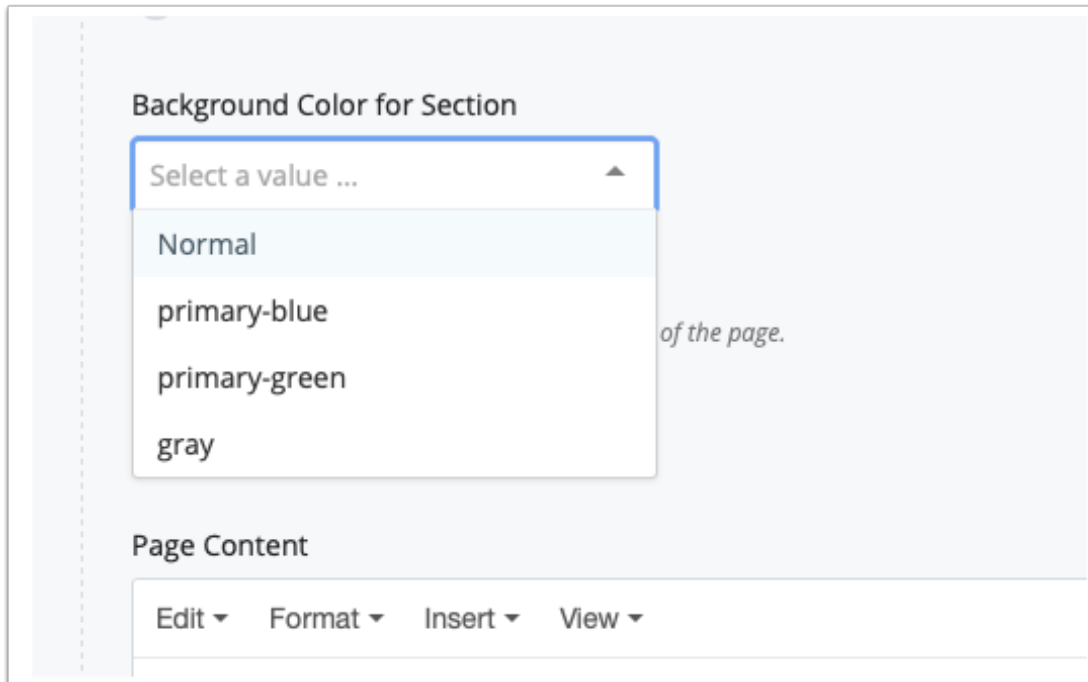 Background Color for Section
Select a value ...
Normal
primary-blue
of the page.
primary-green
gray
Page Content
Edit Format Insert View